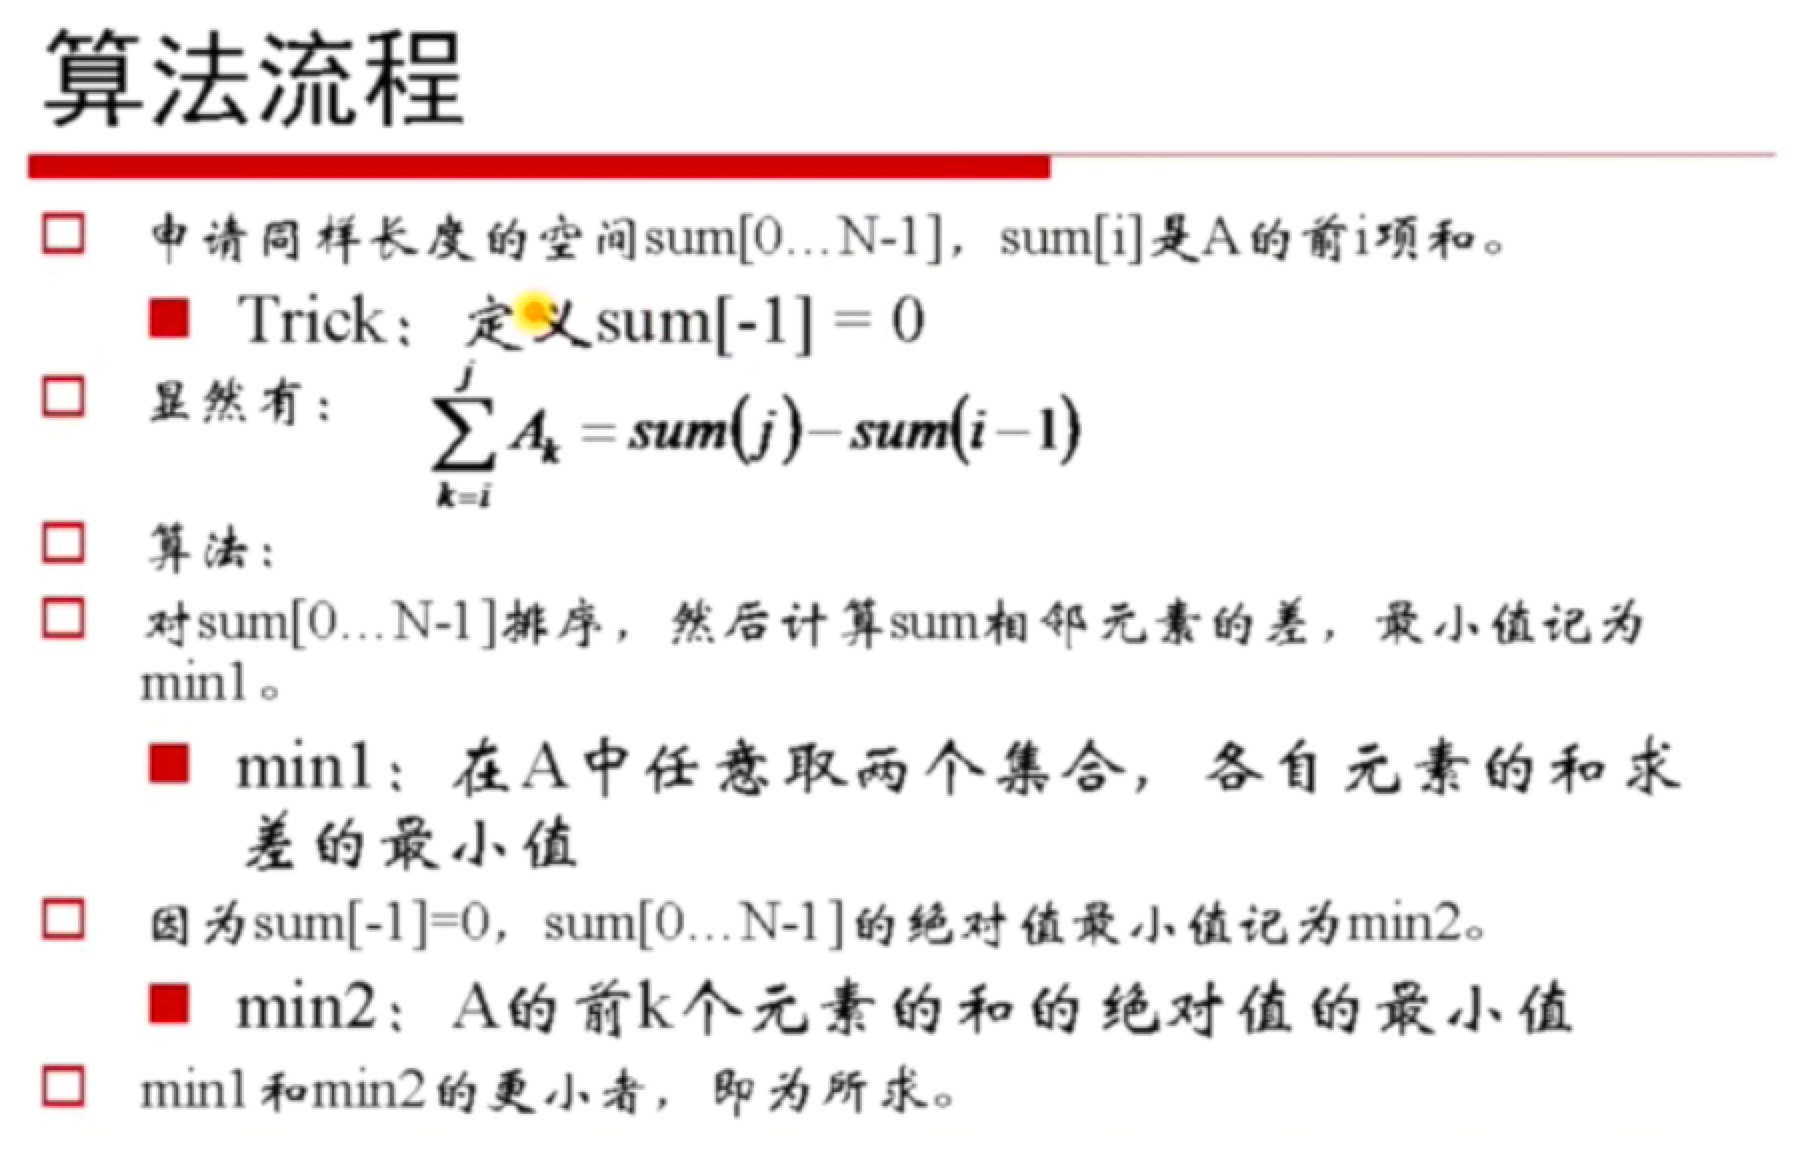 算法流程
申请同样长度的空间sum[0...N-1]，sum[i]是A的前i项和。
Trick：定义sum[-1] = 0
显然有：
j
∑ Aₖ = sum(j)−sum(i−1)
k=i
算法：
对sum[0...N-1]排序，然后计算sum相邻元素的差，最小值记为
min1。
min1：在A中任意取两个集合，各自元素的和求
差的最小值
因为sum[-1]=0，sum[0...N-1]的绝对值最小值记为min2。
min2：A的前k个元素的和的绝对值的最小值
min1和min2的更小者，即为所求。